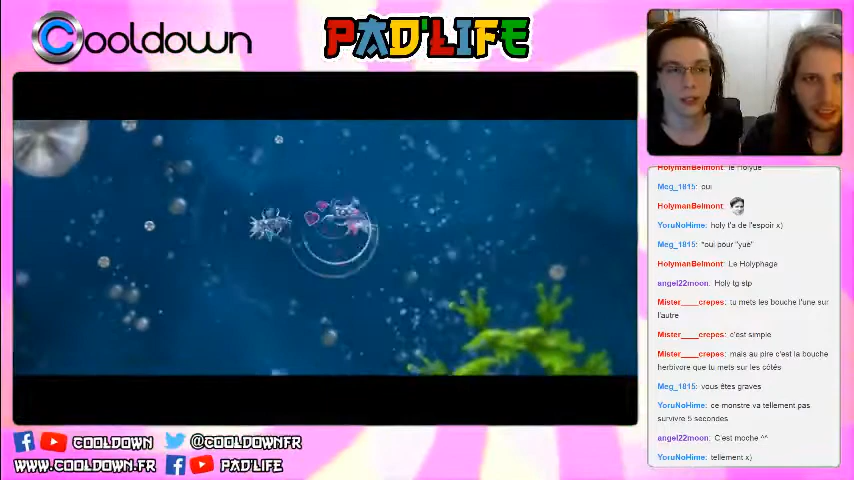 Cooldown
PAD'LIFE
HolymanBelmont: le Holyue
Meg_1815: oui
HolymanBelmont:
YoruNoHime: holy t'a de l'espoir x)
Meg_1815: "oui pour "yue"
HolymanBelmont: Le Holyphage
angel22moon: Holy tg stp
Mister____crepes: tu mets les bouche l'une sur
l'autre
Mister____crepes: c'est simple
Mister____crepes: mais au pire c'est la bouche
herbivore que tu mets sur les côtés
Meg_1815: vous êtes graves
YoruNoHime: ce monstre va tellement pas
survivre 5 secondes
angel22moon: C'est moche ^^
YoruNoHime: tellement x)
COOLDOWN @COOLDOWNFR
WWW.COOLDOWN.FR PAD'LIFE